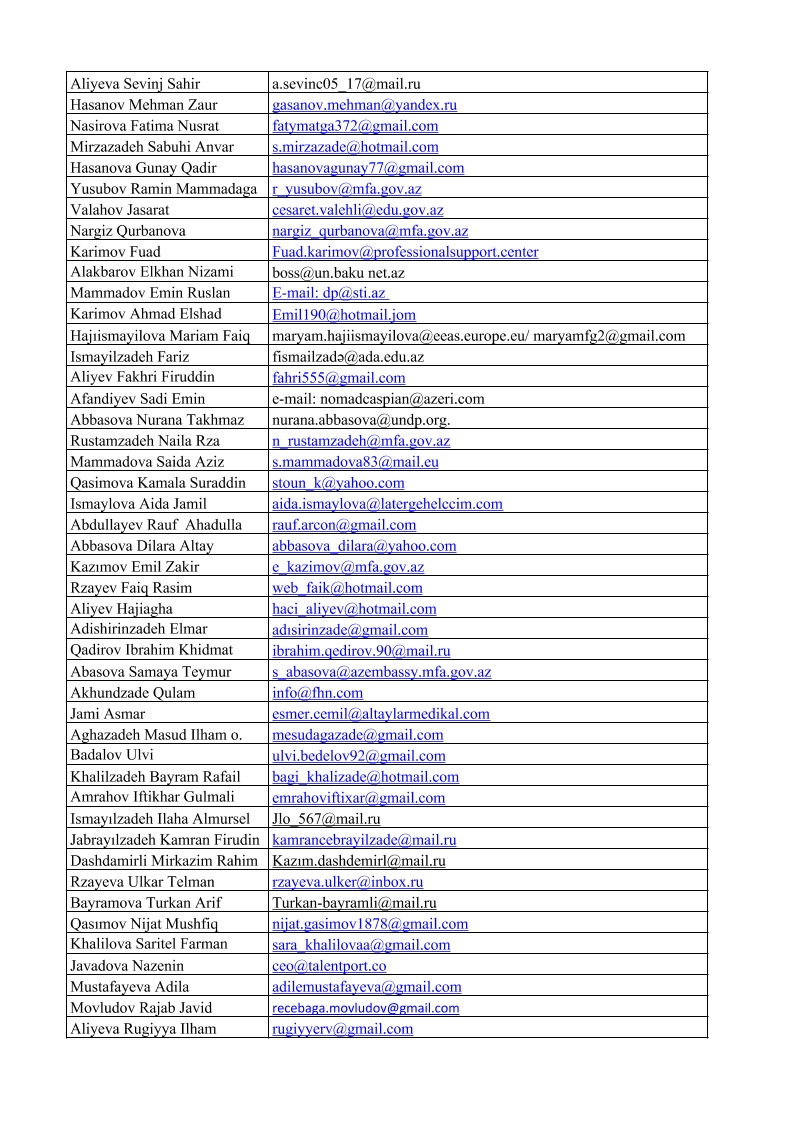 Aliyeva Sevinj Sahir a.sevinc05_17@mail.ru
Hasanov Mehman Zaur gasanov.mehman@yandex.ru
Nasirova Fatima Nusrat fatymatga372@gmail.com
Mirzazadeh Sabuhi Anvar s.mirzazade@hotmail.com
Hasanova Gunay Qadir hasanovagunay77@gmail.com
Yusubov Ramin Mammadaga r_yusubov@mfa.gov.az
Valahov Jasarat cesaret.valehli@edu.gov.az
Nargiz Qurbanova nargiz_qurbanova@mfa.gov.az
Karimov Fuad Fuad.karimov@professionalsupport.center
Alakbarov Elkhan Nizami boss@un.baku net.az
Mammadov Emin Ruslan E-mail: dp@sti.az
Karimov Ahmad Elshad Emil190@hotmail.jom
Hajıismayilova Mariam Faiq maryam.hajiismayilova@eeas.europe.eu/ maryamfg2@gmail.com
Ismayilzadeh Fariz fismailzadə@ada.edu.az
Aliyev Fakhri Firuddin fahri555@gmail.com
Afandiyev Sadi Emin e-mail: nomadcaspian@azeri.com
Abbasova Nurana Takhmaz nurana.abbasova@undp.org.
Rustamzadeh Naila Rza n_rustamzadeh@mfa.gov.az
Mammadova Saida Aziz s.mammadova83@mail.eu
Qasimova Kamala Suraddin stoun_k@yahoo.com
Ismaylova Aida Jamil aida.ismaylova@latergehelccim.com
Abdullayev Rauf  Ahadulla rauf.arcon@gmail.com
Abbasova Dilara Altay abbasova_dilara@yahoo.com
Kazımov Emil Zakir e_kazimov@mfa.gov.az
Rzayev Faiq Rasim web_faik@hotmail.com
Aliyev Hajiagha haci_aliyev@hotmail.com
Adishirinzadeh Elmar adısirinzade@gmail.com
Qadirov Ibrahim Khidmat ibrahim.qedirov.90@mail.ru
Abasova Samaya Teymur s_abasova@azembassy.mfa.gov.az
Akhundzade Qulam info@fhn.com
Jami Asmar esmer.cemil@altaylarmedikal.com
Aghazadeh Masud Ilham o. mesudagazade@gmail.com
Badalov Ulvi ulvi.bedelov92@gmail.com
Khalilzadeh Bayram Rafail bagi_khalizade@hotmail.com
Amrahov Iftikhar Gulmali emrahoviftixar@gmail.com
Ismayılzadeh Ilaha Almursel Jlo_567@mail.ru
Jabrayılzadeh Kamran Firudin kamrancebrayilzade@mail.ru
Dashdamirli Mirkazim Rahim Kazım.dashdemirl@mail.ru
Rzayeva Ulkar Telman rzayeva.ulker@inbox.ru
Bayramova Turkan Arif Turkan-bayramli@mail.ru
Qasımov Nijat Mushfiq nijat.gasimov1878@gmail.com
Khalilova Saritel Farman sara_khalilovaa@gmail.com
Javadova Nazenin ceo@talentport.co
Mustafayeva Adila adilemustafayeva@gmail.com
Movludov Rajab Javid recebaga.movludov@gmail.com
Aliyeva Rugiyya Ilham rugiyyerv@gmail.com